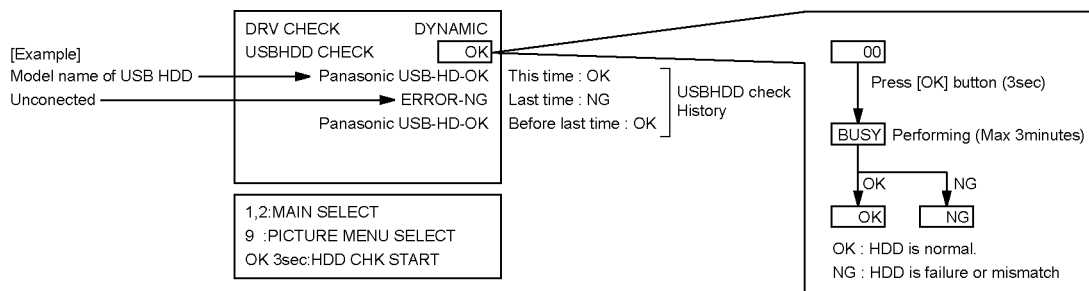 [Example]
Model name of USB HDD
Unconected
DRV CHECK DYNAMIC
USBHDD CHECK OK
Panasonic USB-HD-OK
ERROR-NG
Panasonic USB-HD-OK
This time : OK
Last time : NG
Before last time : OK
USBHDD check
History
1,2:MAIN SELECT
9 :PICTURE MENU SELECT
OK 3sec:HDD CHK START
00
Press [OK] button (3sec)
BUSY Performing (Max 3minutes)
OK NG
OK NG
OK : HDD is normal.
NG : HDD is failure or mismatch